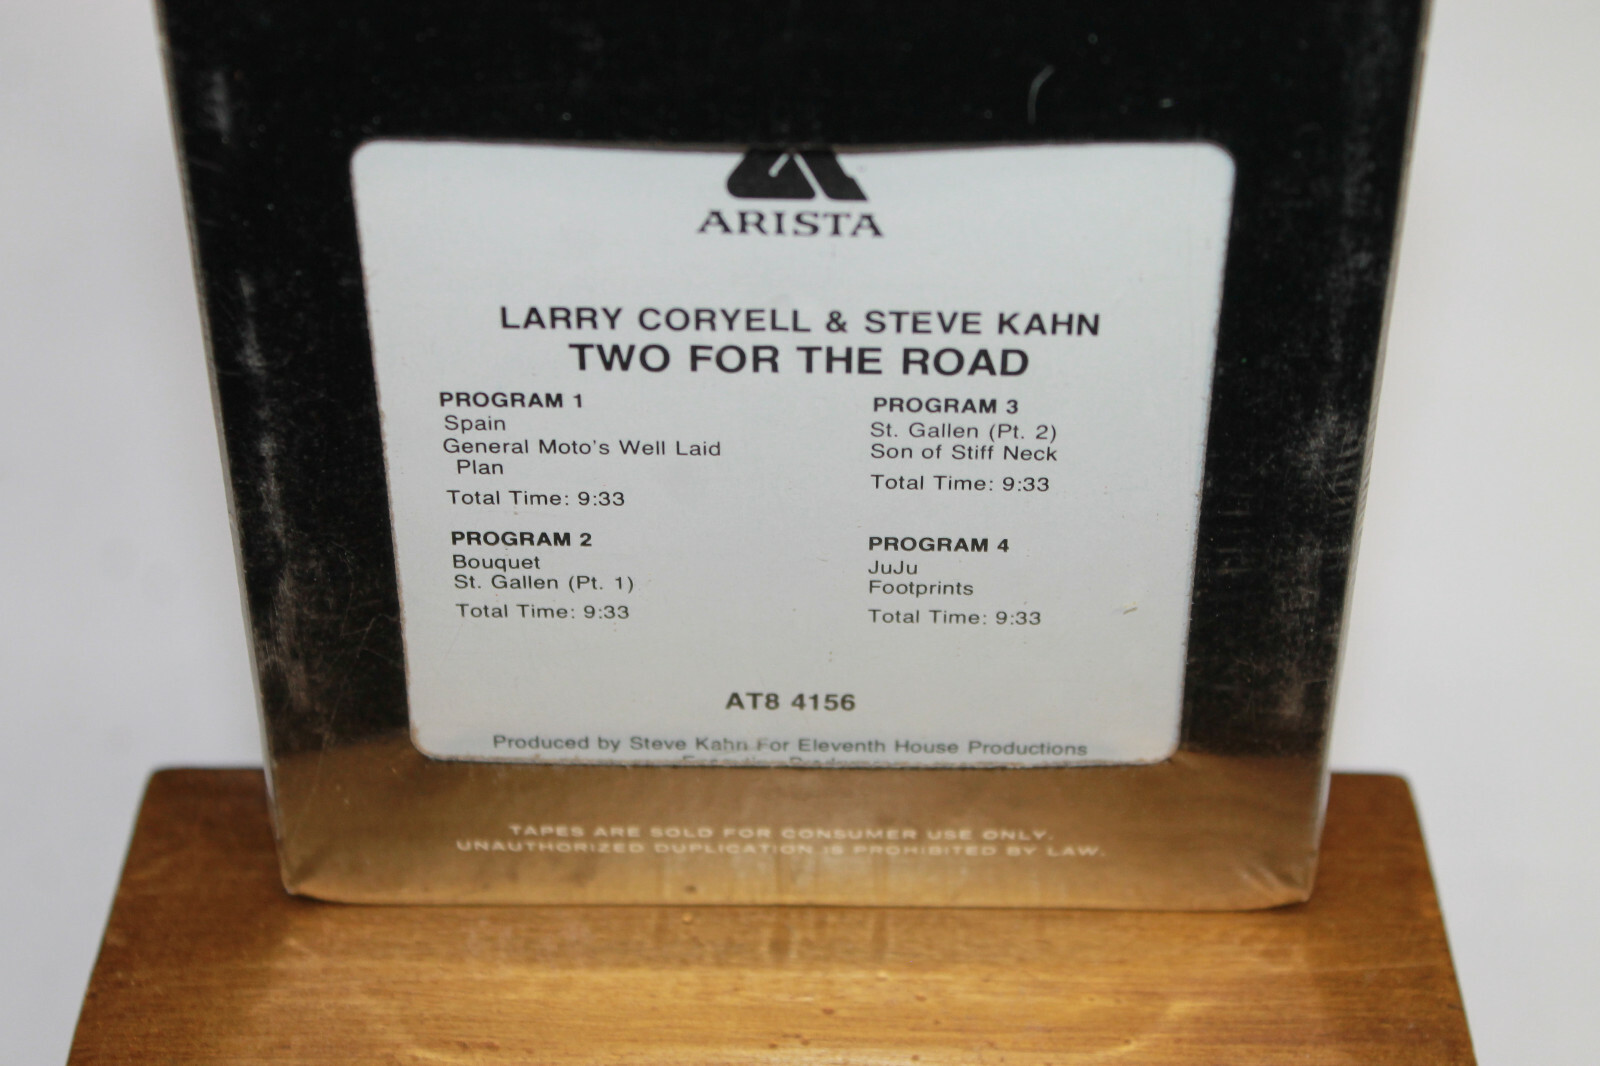 ARISTA
LARRY CORYELL & STEVE KAHN
TWO FOR THE ROAD
PROGRAM 1
Spain
General Moto's Well Laid
Plan
Total Time: 9:33
PROGRAM 2
Bouquet
St. Gallen (Pt. 1)
Total Time: 9:33
PROGRAM 3
St. Gallen (Pt. 2)
Son of Stiff Neck
Total Time: 9:33
PROGRAM 4
JuJu
Footprints
Total Time: 9:33
AT8 4156
Produced by Steve Kahn For Eleventh House Productions
TAPES ARE SOLD FOR CONSUMER USE ONLY.
UNAUTHORIZED DUPLICATION IS PROHIBITED BY LAW.